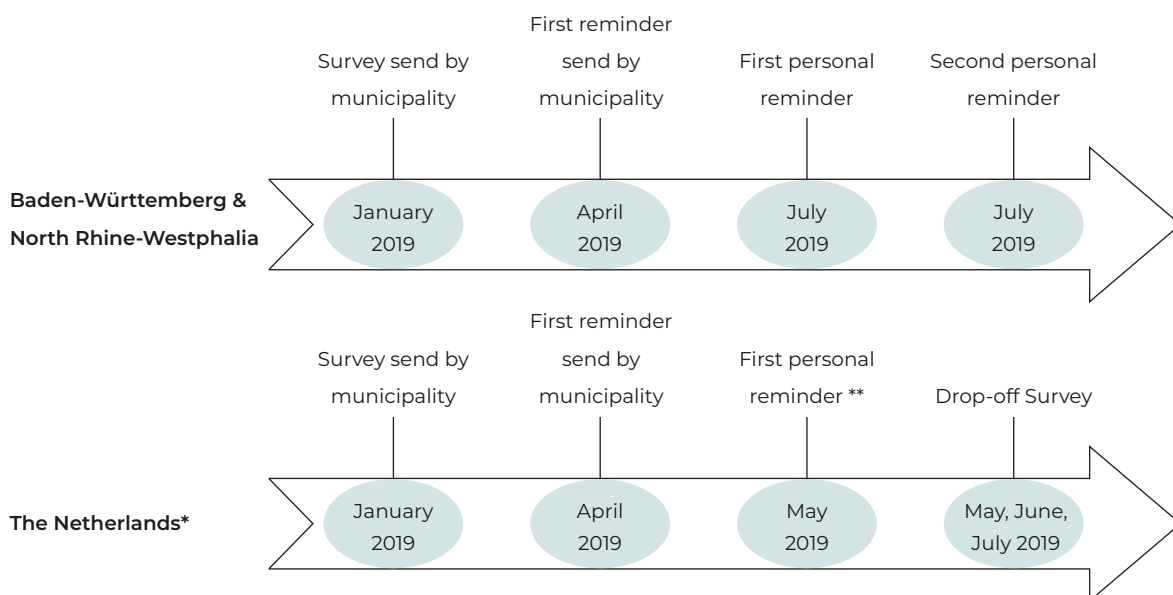 First reminder
Survey send by
send by
First personal
Second personal
municipality
municipality
reminder
reminder
Baden-Württemberg &
North Rhine-Westphalia
January
2019
April
2019
July
2019
July
2019
First reminder
Survey send by
send by
First personal
municipality
municipality
reminder **
Drop-off Survey
The Netherlands*
January
2019
April
2019
May
2019
May, June,
July 2019